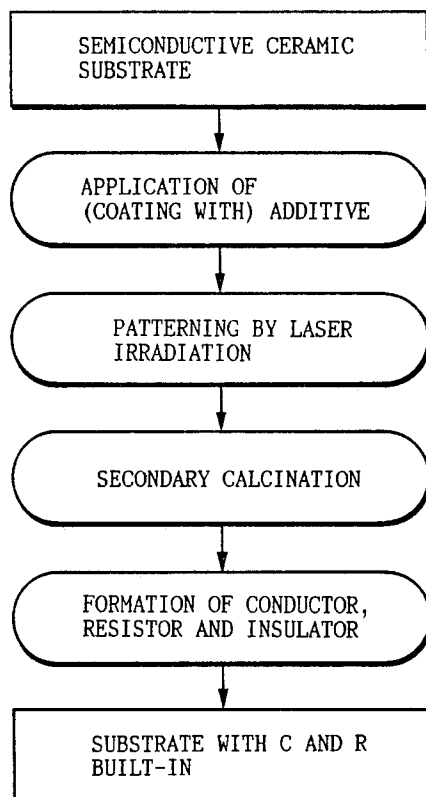 SEMICONDUCTIVE CERAMIC
SUBSTRATE
APPLICATION OF
(COATING WITH) ADDITIVE
PATTERNING BY LASER
IRRADIATION
SECONDARY CALCINATION
FORMATION OF CONDUCTOR,
RESISTOR AND INSULATOR
SUBSTRATE WITH C AND R
BUILT-IN